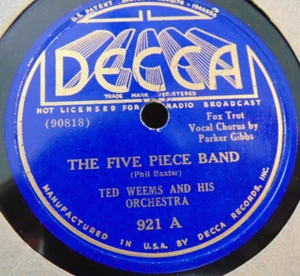 U.S. PATENT
DECCA
TRADE MARK REGISTERED
NOT LICENSED FOR RADIO BROADCAST
(90818)
Fox Trot
Vocal Chorus by
Parker Gibbs
THE FIVE PIECE BAND
(Phil Baxter)
TED WEEMS AND HIS
ORCHESTRA
921 A
MANUFACTURED IN U.S.A. BY DECCA RECORDS,